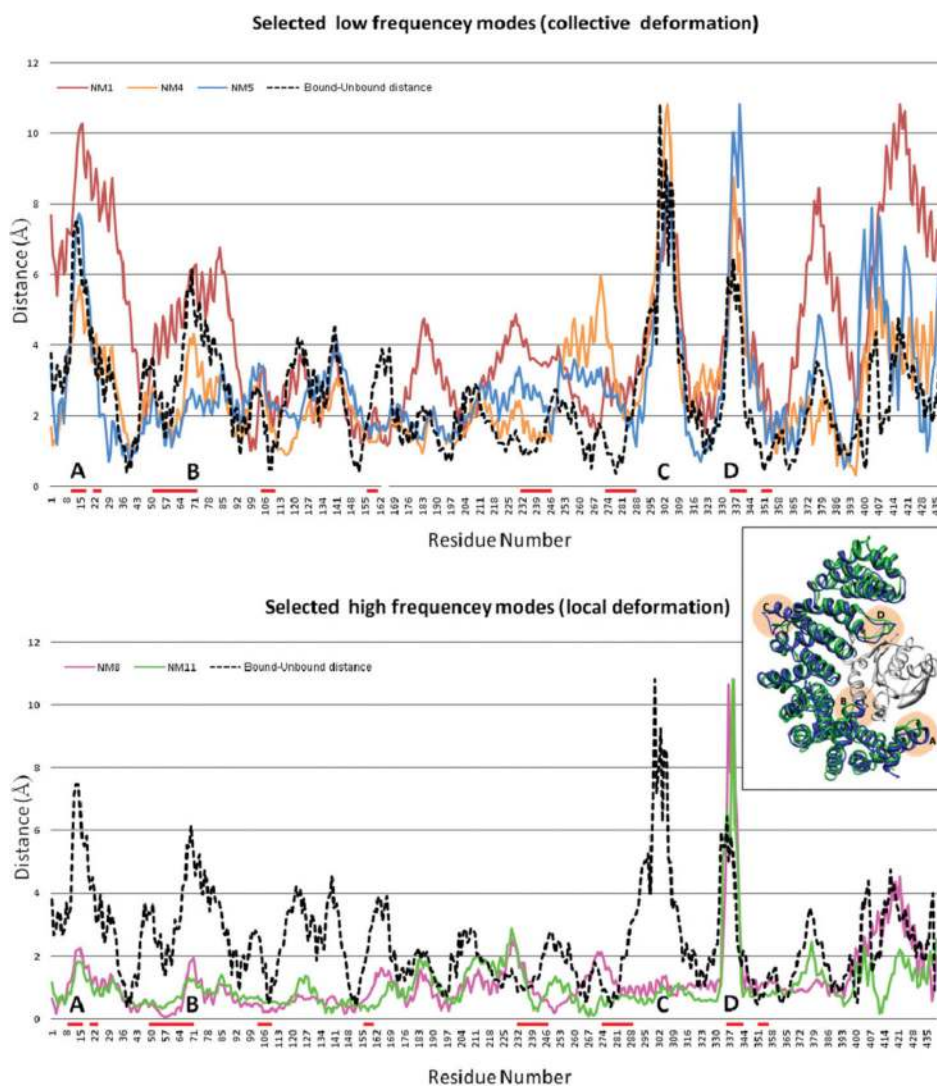 Selected low frequencey modes (collective deformation)
12
NM1 NM4 NM5 Bound-Unbound distance
10
8
6
4
2
0
Distance (Å)
A B C D
1 8 15 22 29 36 43 50 57 64 71 78 85 92 99 106 113 120 127 134 141 148 155 162 169 176 183 190 197 204 211 218 225 232 239 246 253 260 267 274 281 288 295 302 309 316 323 330 337 344 351 358 365 372 379 386 393 400 407 414 421 428 435
Residue Number
Selected high frequencey modes (local deformation)
12
NM8 NM11 Bound-Unbound distance
10
8
6
4
2
0
Distance (Å)
A B C D
1 8 15 22 29 36 43 50 57 64 71 78 85 92 99 106 113 120 127 134 141 148 155 162 169 176 183 190 197 204 211 218 225 232 239 246 253 260 267 274 281 288 295 302 309 316 323 330 337 344 351 358 365 372 379 386 393 400 407 414 421 428 435
Residue Number
C D
B
A